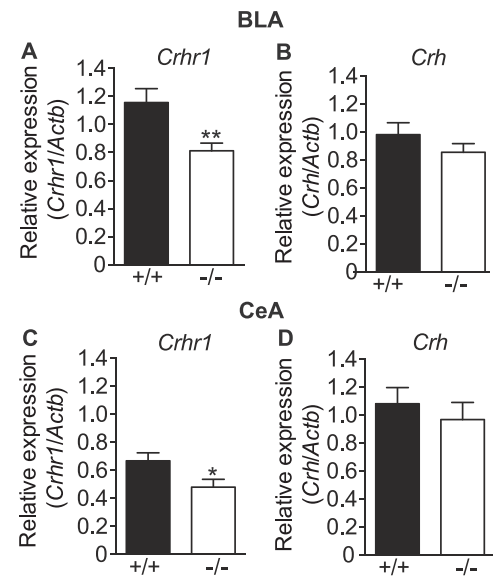 BLA
A
Crhr1
Relative expression
(Crhr1/Actb)
1.4
1.2
1.0
0.8
0.6
0.4
0.2
0
**
+/+
-/-
B
Crh
Relative expression
(Crh/Actb)
1.4
1.2
1.0
0.8
0.6
0.4
0.2
0
+/+
-/-
CeA
C
Crhr1
Relative expression
(Crhr1/Actb)
1.4
1.2
1.0
0.8
0.6
0.4
0.2
0
*
+/+
-/-
D
Crh
Relative expression
(Crh/Actb)
1.4
1.2
1.0
0.8
0.6
0.4
0.2
0
+/+
-/-